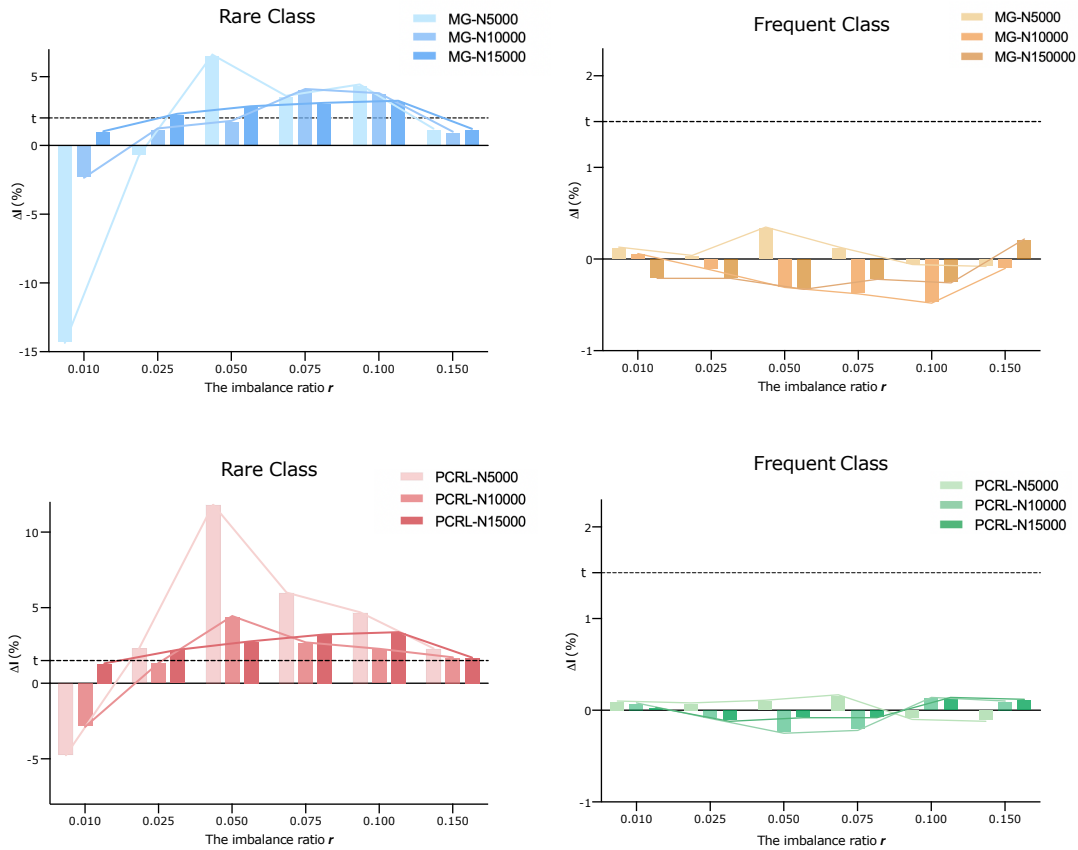 Rare Class
MG-N5000
MG-N10000
MG-N15000
ΔI (%)
5
t
0
-5
-10
-15
0.010 0.025 0.050 0.075 0.100 0.150
The imbalance ratio r
Frequent Class
MG-N5000
MG-N10000
MG-N150000
ΔI (%)
2
t
1
0
-1
0.010 0.025 0.050 0.075 0.100 0.150
The imbalance ratio r
Rare Class
PCRL-N5000
PCRL-N10000
PCRL-N15000
ΔI (%)
10
5
t
0
-5
0.010 0.025 0.050 0.075 0.100 0.150
The imbalance ratio r
Frequent Class
PCRL-N5000
PCRL-N10000
PCRL-N15000
ΔI (%)
2
t
1
0
-1
0.010 0.025 0.050 0.075 0.100 0.150
The imbalance ratio r